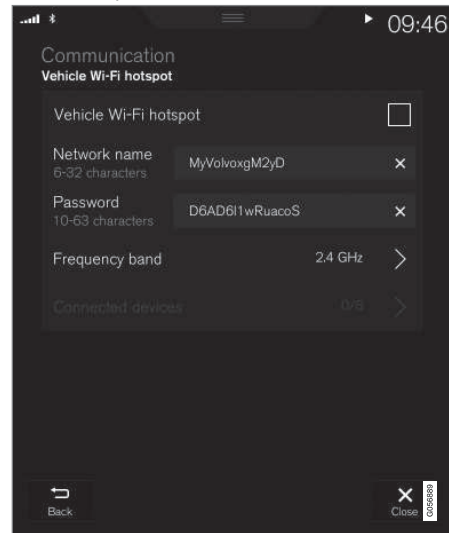 09:46
Communication
Vehicle Wi-Fi hotspot
Vehicle Wi-Fi hotspot
Network name
6-32 characters
MyVolvoxgM2yD
Password
10-63 characters
D6AD6I1wRuacoS
Frequency band
2.4 GHz
Connected devices
0/8
Back
Close
G056889